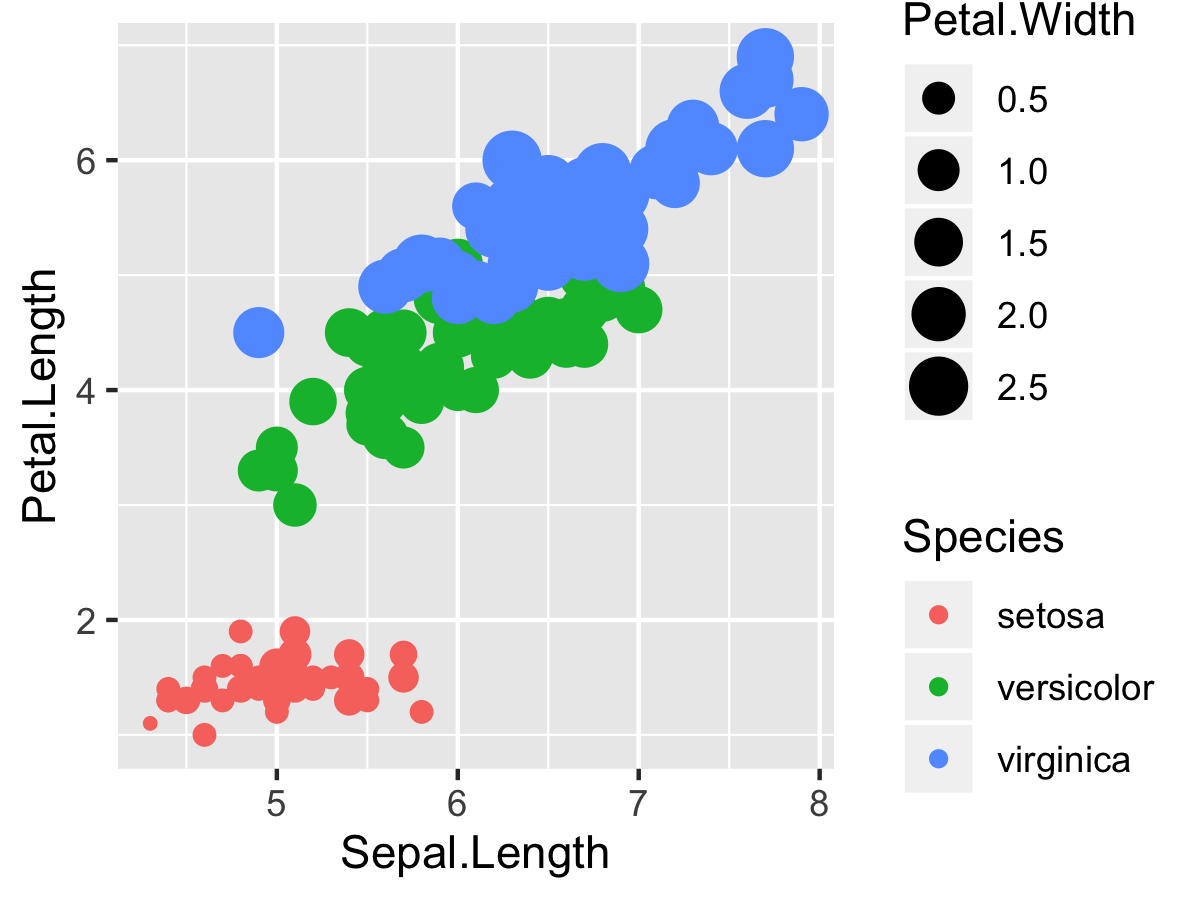 Petal.Length
6
4
2
5 6 7 8
Sepal.Length
Petal.Width
0.5
1.0
1.5
2.0
2.5
Species
setosa
versicolor
virginica